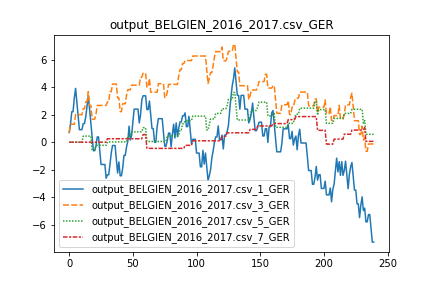 output_BELGIEN_2016_2017.csv_GER
6
4
2
0
−2
−4
−6
output_BELGIEN_2016_2017.csv_1_GER
output_BELGIEN_2016_2017.csv_3_GER
output_BELGIEN_2016_2017.csv_5_GER
output_BELGIEN_2016_2017.csv_7_GER
0 50 100 150 200 250